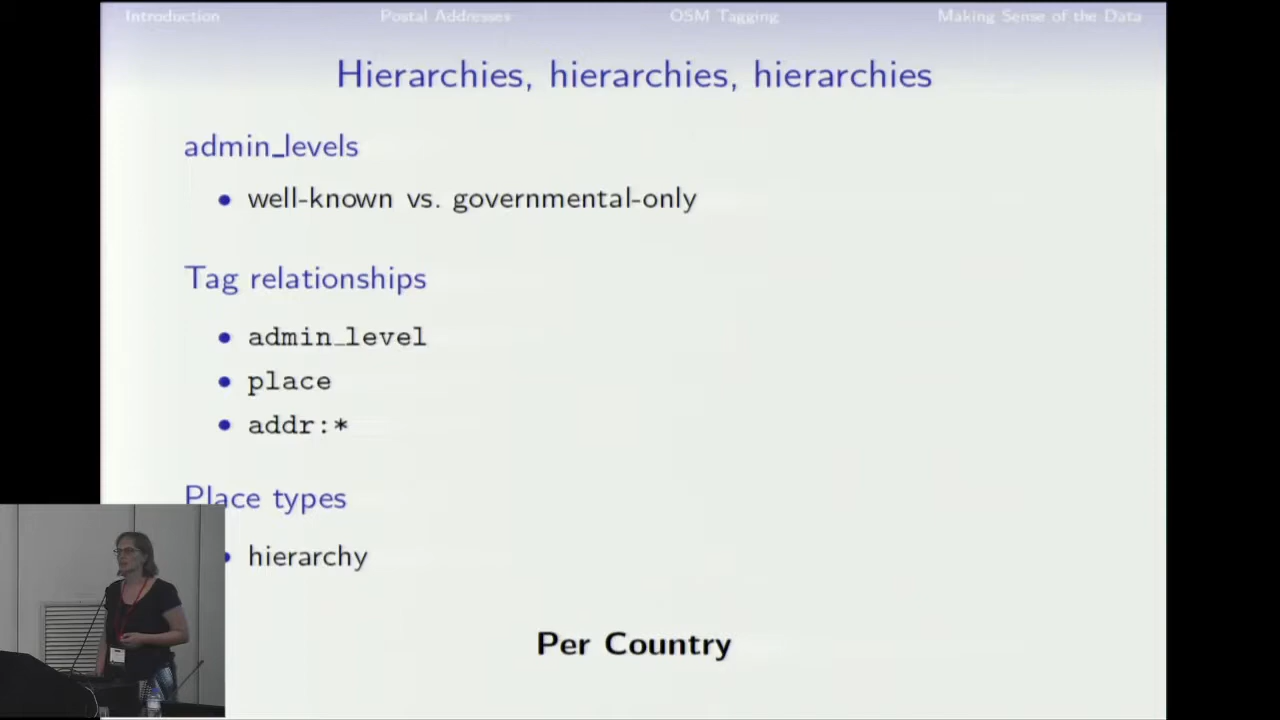 Introduction Postal Addresses OSM Tagging Making Sense of the Data
Hierarchies, hierarchies, hierarchies
admin_levels
• well-known vs. governmental-only
Tag relationships
• admin_level
• place
• addr:*
Place types
• hierarchy
Per Country